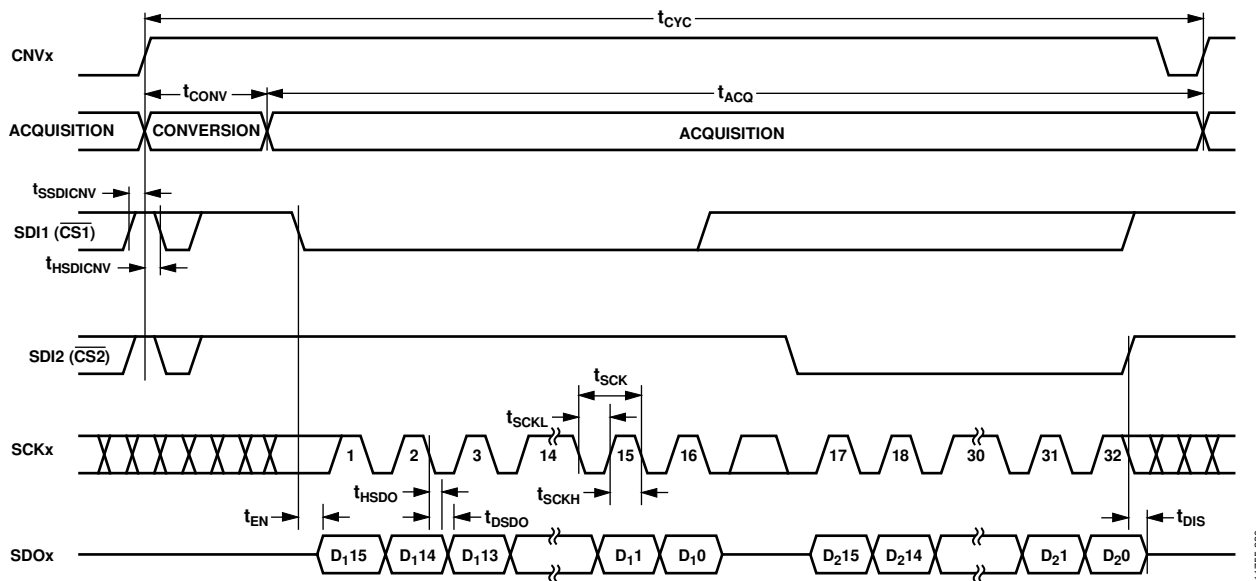 tCYC
CNVx
tCONV
tACQ
ACQUISITION CONVERSION ACQUISITION
tSSDICNV
SDI1 (CS1)
tHSDICNV
SDI2 (CS2)
tSCK
tSCKL
SCKx 1 2 3 14 15 16 17 18 30 31 32
tHSDO
tSCKH
tEN
tDSDO
tDIS
SDOx D115 D114 D113 D11 D10 D215 D214 D21 D20